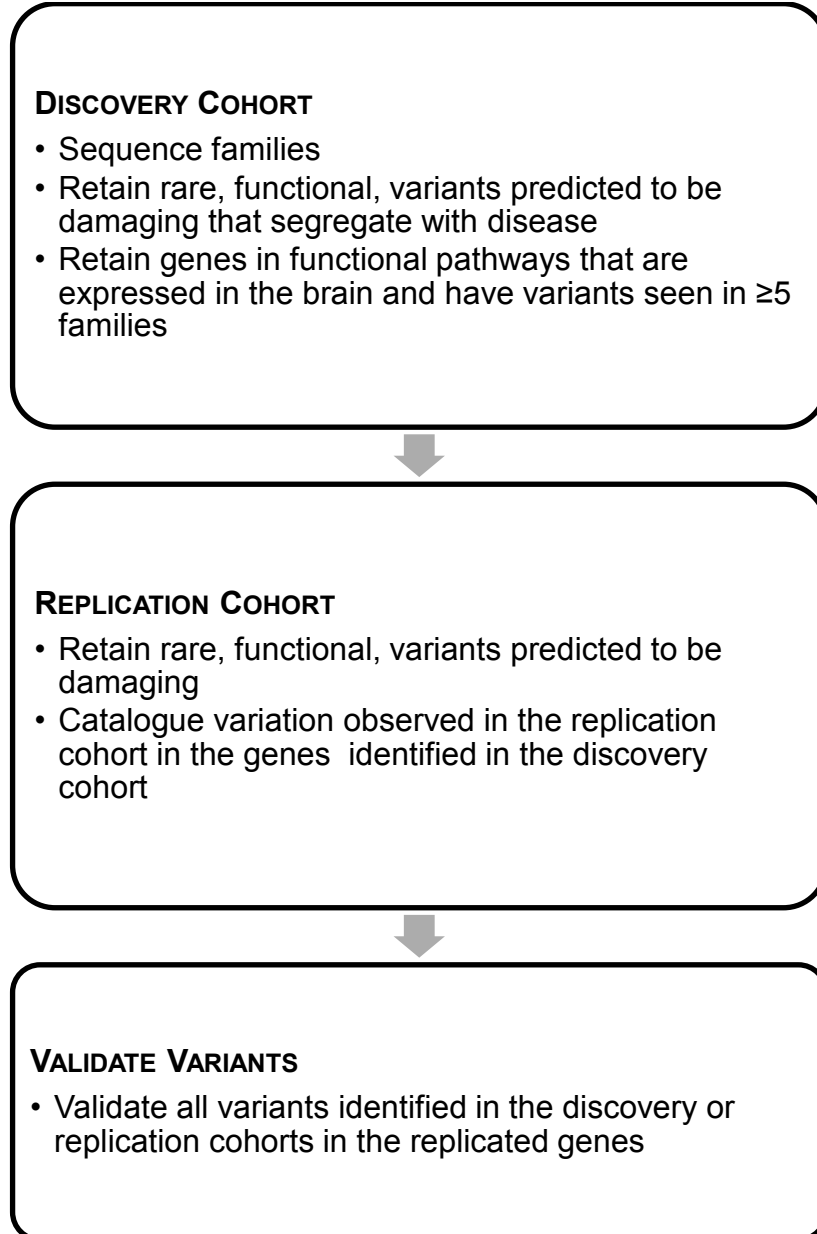 DISCOVERY COHORT
• Sequence families
• Retain rare, functional, variants predicted to be
damaging that segregate with disease
• Retain genes in functional pathways that are
expressed in the brain and have variants seen in ≥5
families
REPLICATION COHORT
• Retain rare, functional, variants predicted to be
damaging
• Catalogue variation observed in the replication
cohort in the genes  identified in the discovery
cohort
VALIDATE VARIANTS
• Validate all variants identified in the discovery or
replication cohorts in the replicated genes